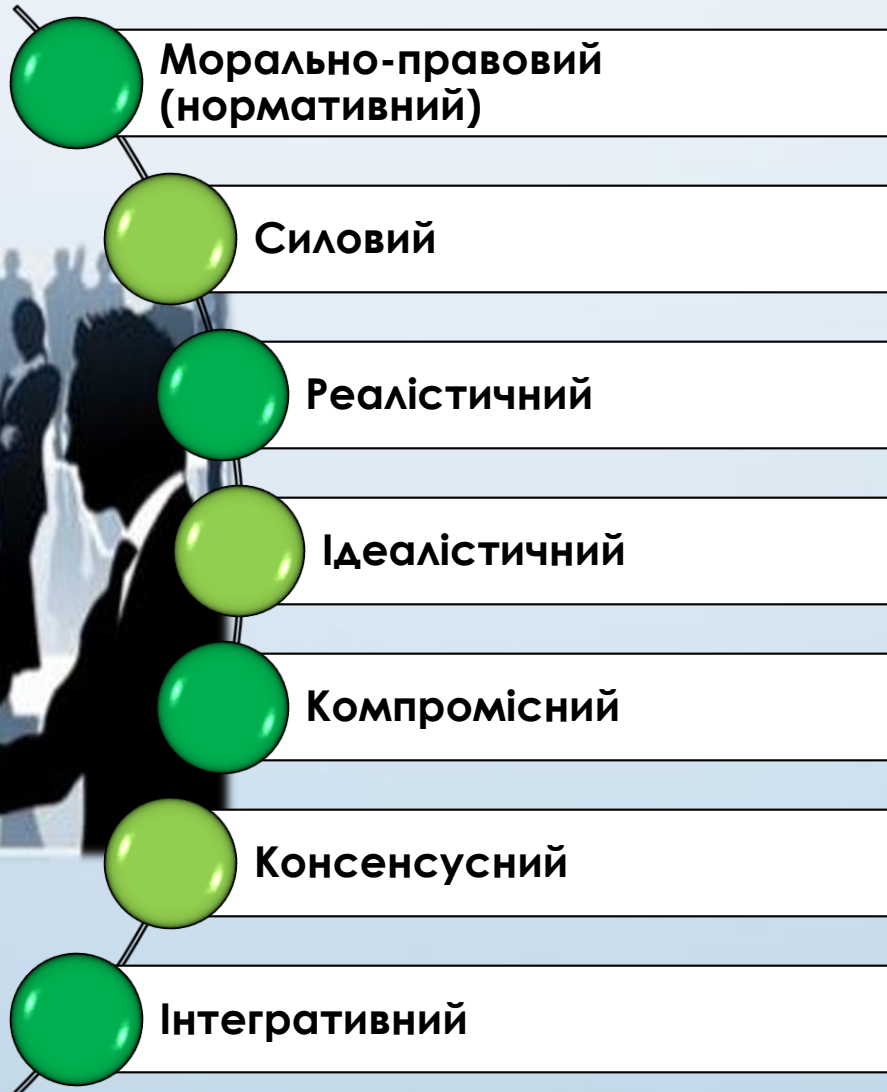 Морально-правовий
(нормативний)
Силовий
Реалістичний
Ідеалістичний
Компромісний
Консенсусний
Інтегративний